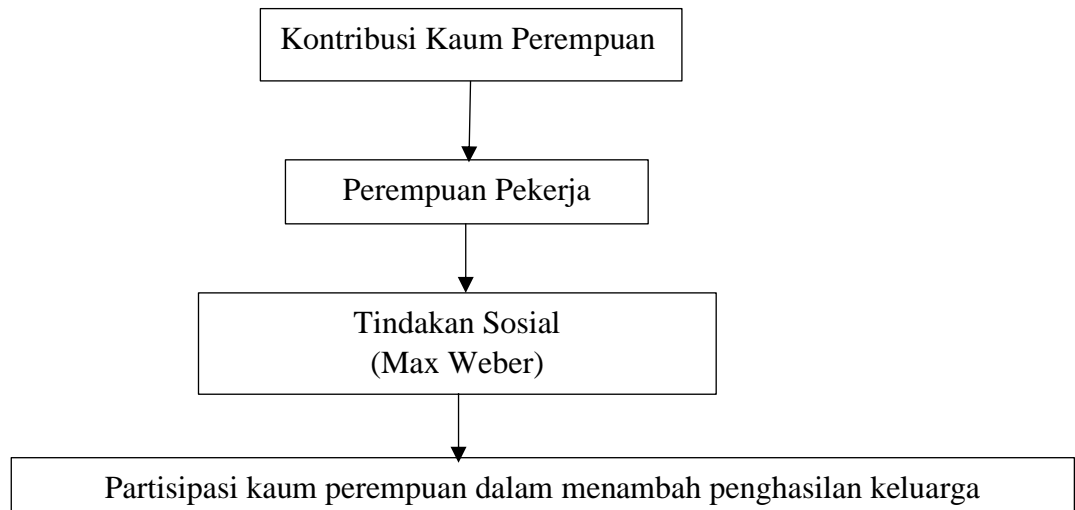 Kontribusi Kaum Perempuan
Perempuan Pekerja
Tindakan Sosial
(Max Weber)
Partisipasi kaum perempuan dalam menambah penghasilan keluarga